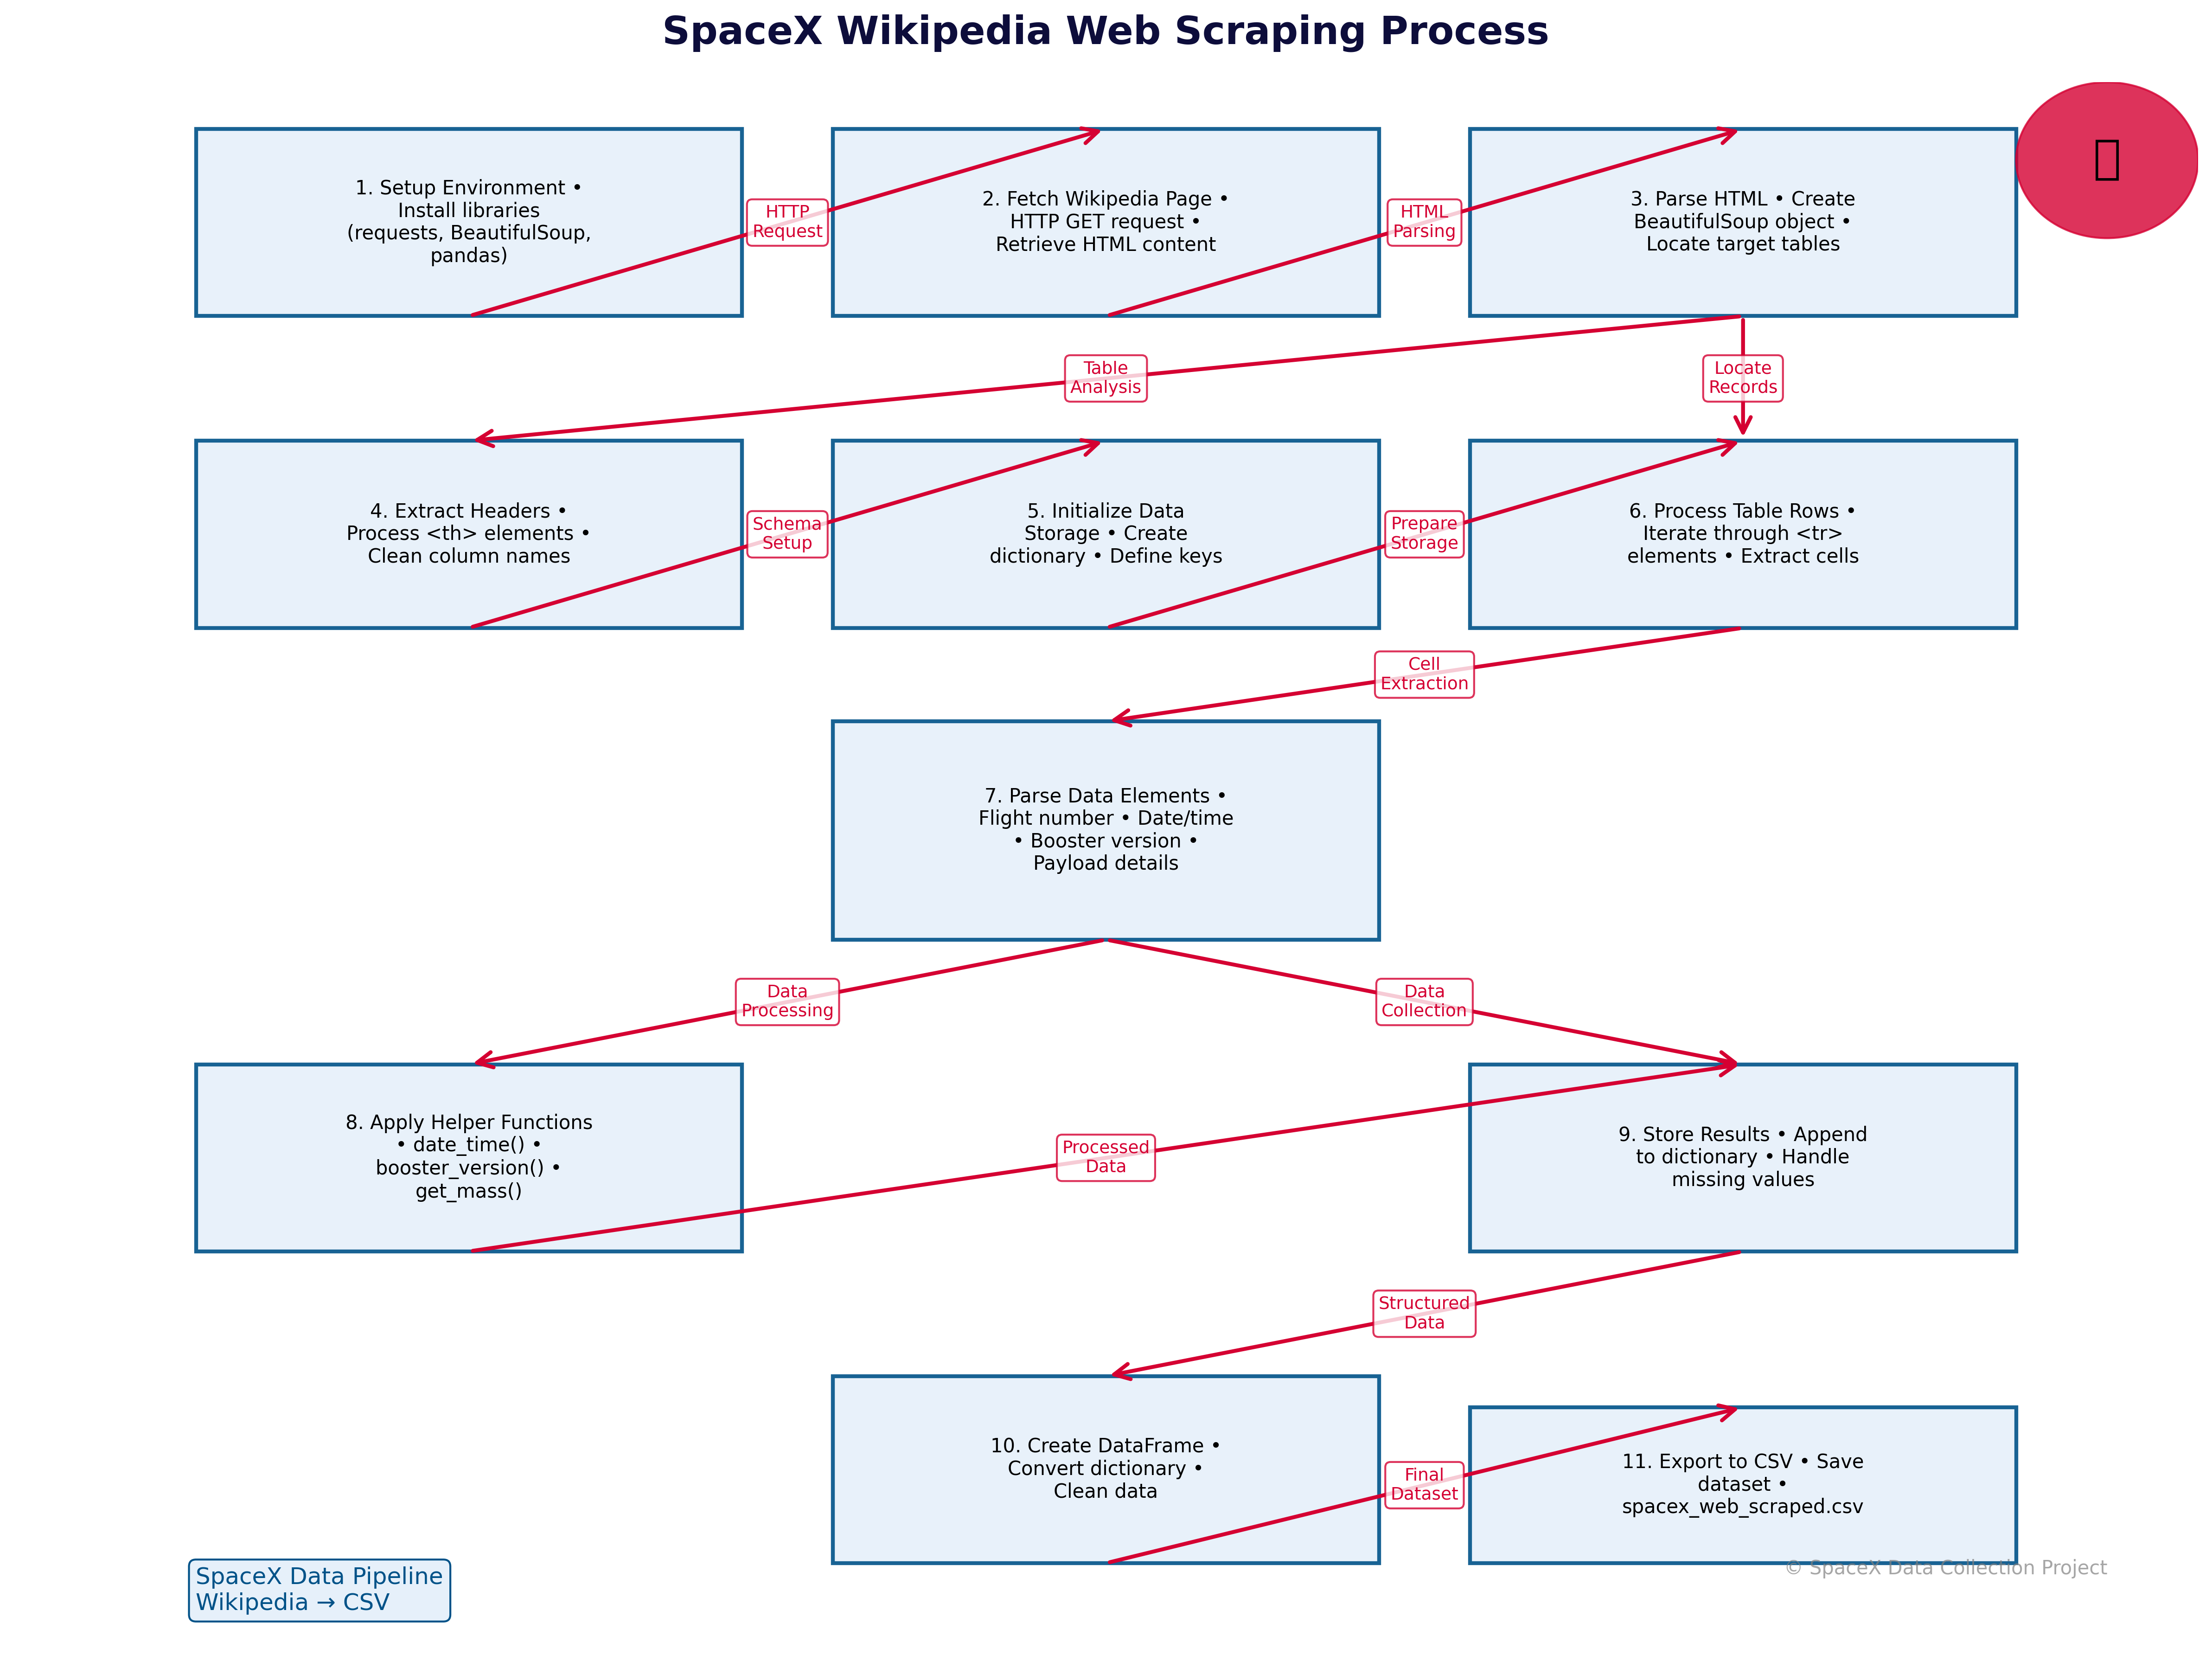 SpaceX Wikipedia Web Scraping Process
1. Setup Environment •
Install libraries
(requests, BeautifulSoup,
pandas)
HTTP
Request
2. Fetch Wikipedia Page •
HTTP GET request •
Retrieve HTML content
HTML
Parsing
3. Parse HTML • Create
BeautifulSoup object •
Locate target tables
Table
Analysis
Locate
Records
4. Extract Headers •
Process <th> elements •
Clean column names
Schema
Setup
5. Initialize Data
Storage • Create
dictionary • Define keys
Prepare
Storage
6. Process Table Rows •
Iterate through <tr>
elements • Extract cells
Cell
Extraction
7. Parse Data Elements •
Flight number • Date/time
• Booster version •
Payload details
Data
Processing
Data
Collection
8. Apply Helper Functions
• date_time() •
booster_version() •
get_mass()
Processed
Data
9. Store Results • Append
to dictionary • Handle
missing values
Structured
Data
10. Create DataFrame •
Convert dictionary •
Clean data
Final
Dataset
11. Export to CSV • Save
dataset •
spacex_web_scraped.csv
© SpaceX Data Collection Project
SpaceX Data Pipeline
Wikipedia → CSV